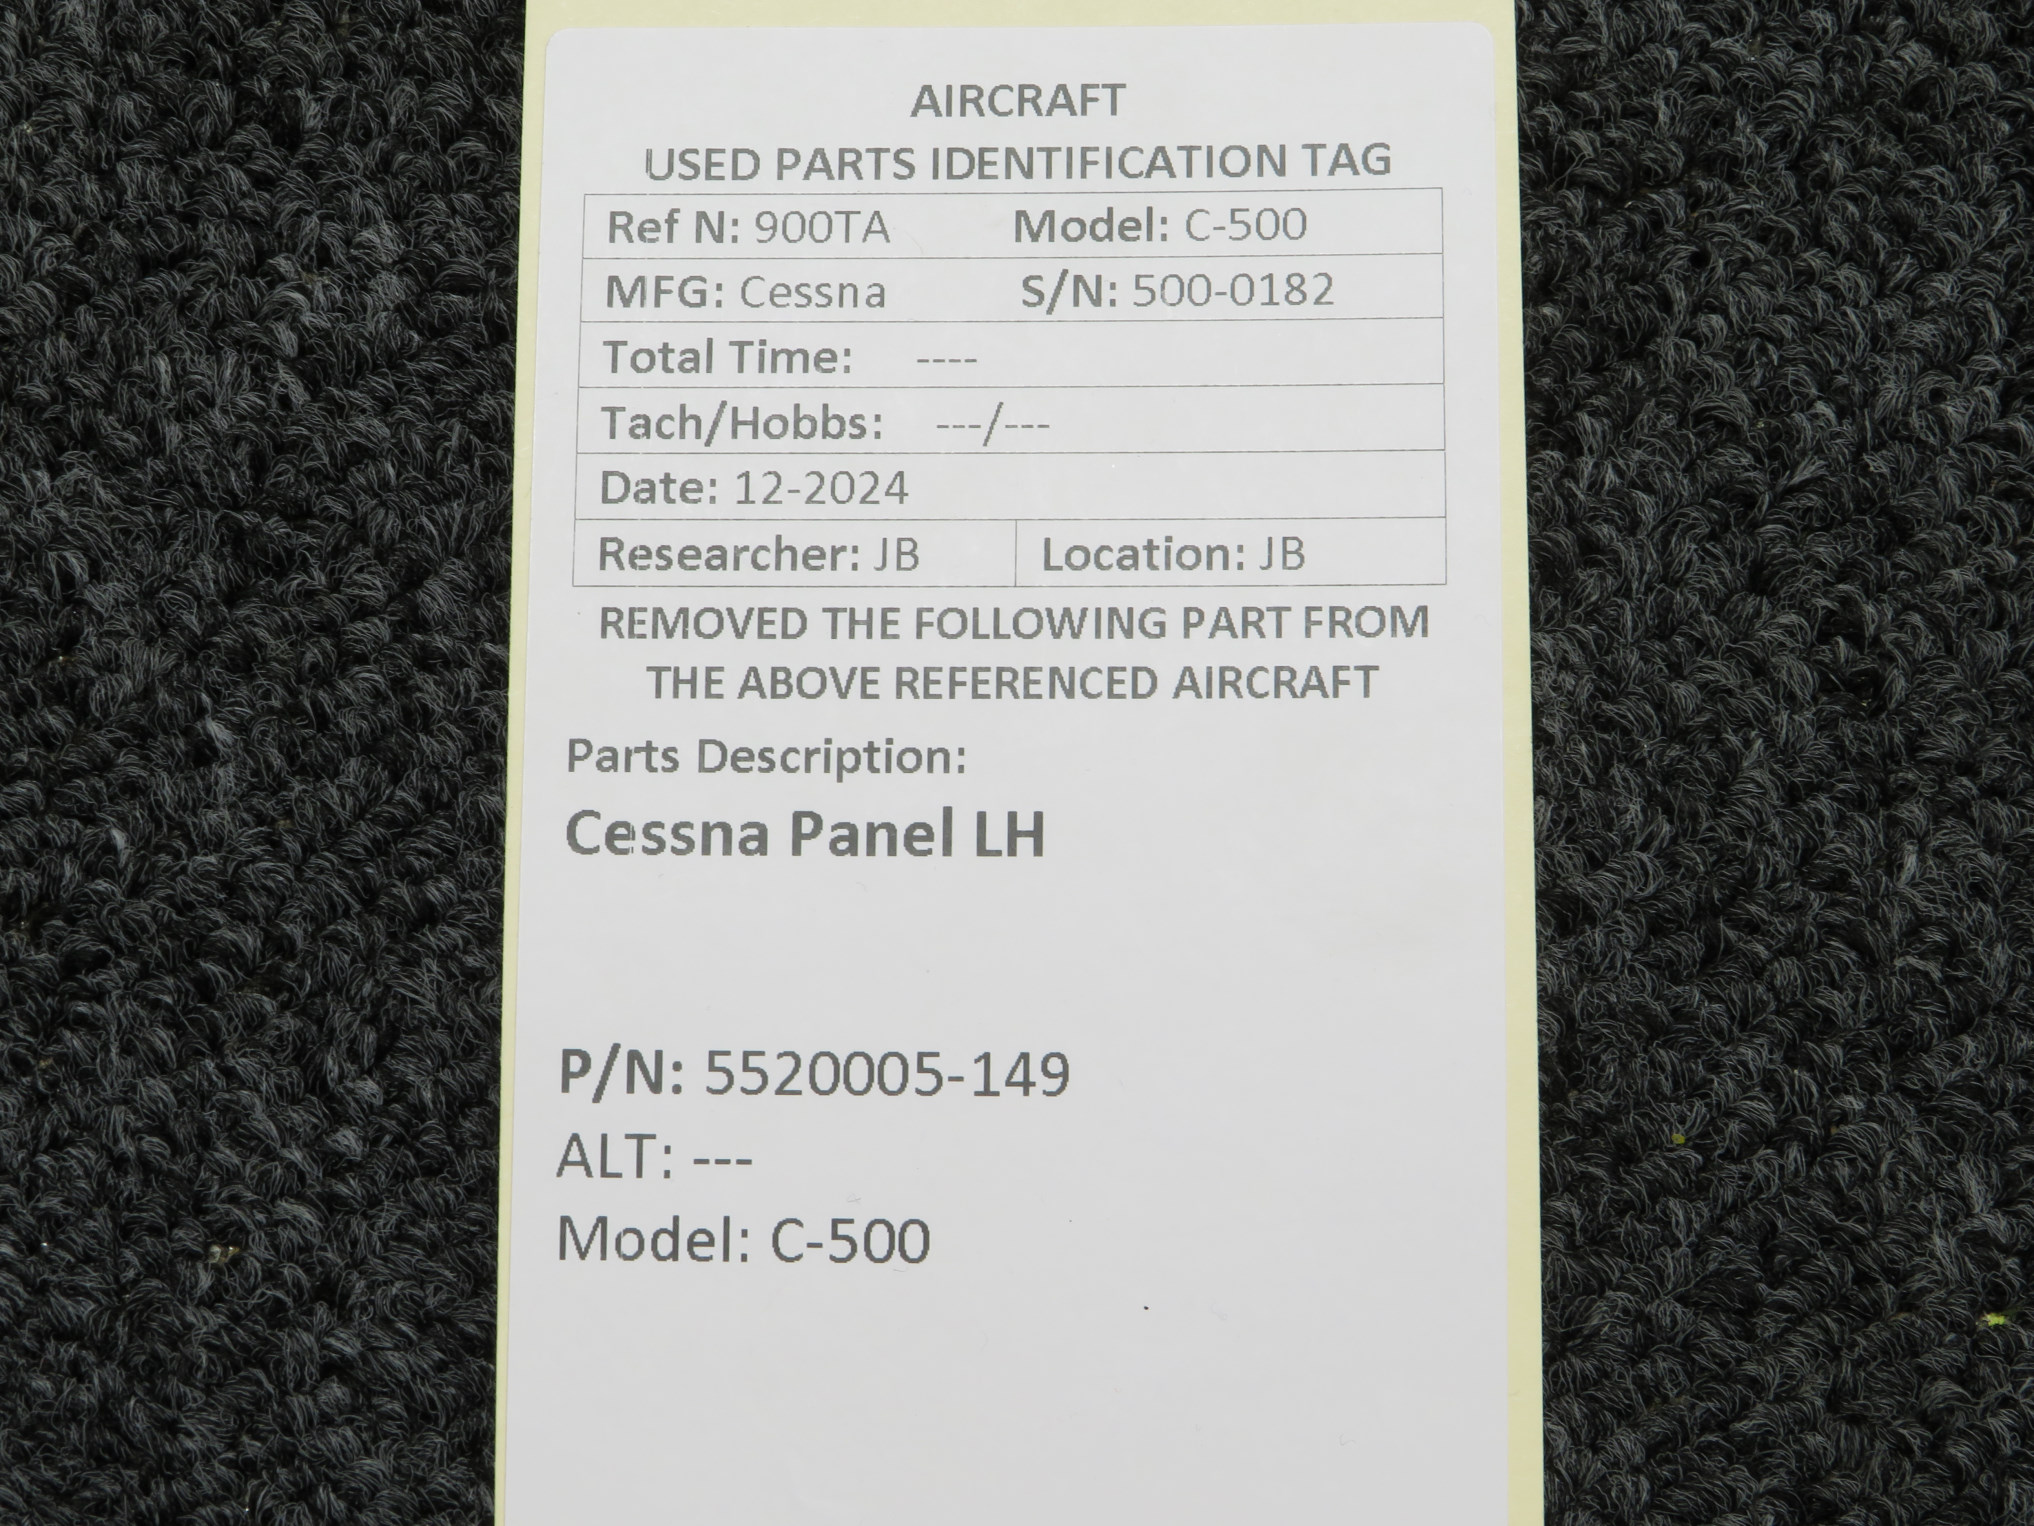 AIRCRAFT
USED PARTS IDENTIFICATION TAG
Ref N: 900TA Model: C-500
MFG: Cessna S/N: 500-0182
Total Time: ----
Tach/Hobbs: ---/---
Date: 12-2024
Researcher: JB Location: JB
REMOVED THE FOLLOWING PART FROM
THE ABOVE REFERENCED AIRCRAFT
Parts Description:
Cessna Panel LH
P/N: 5520005-149
ALT: ---
Model: C-500